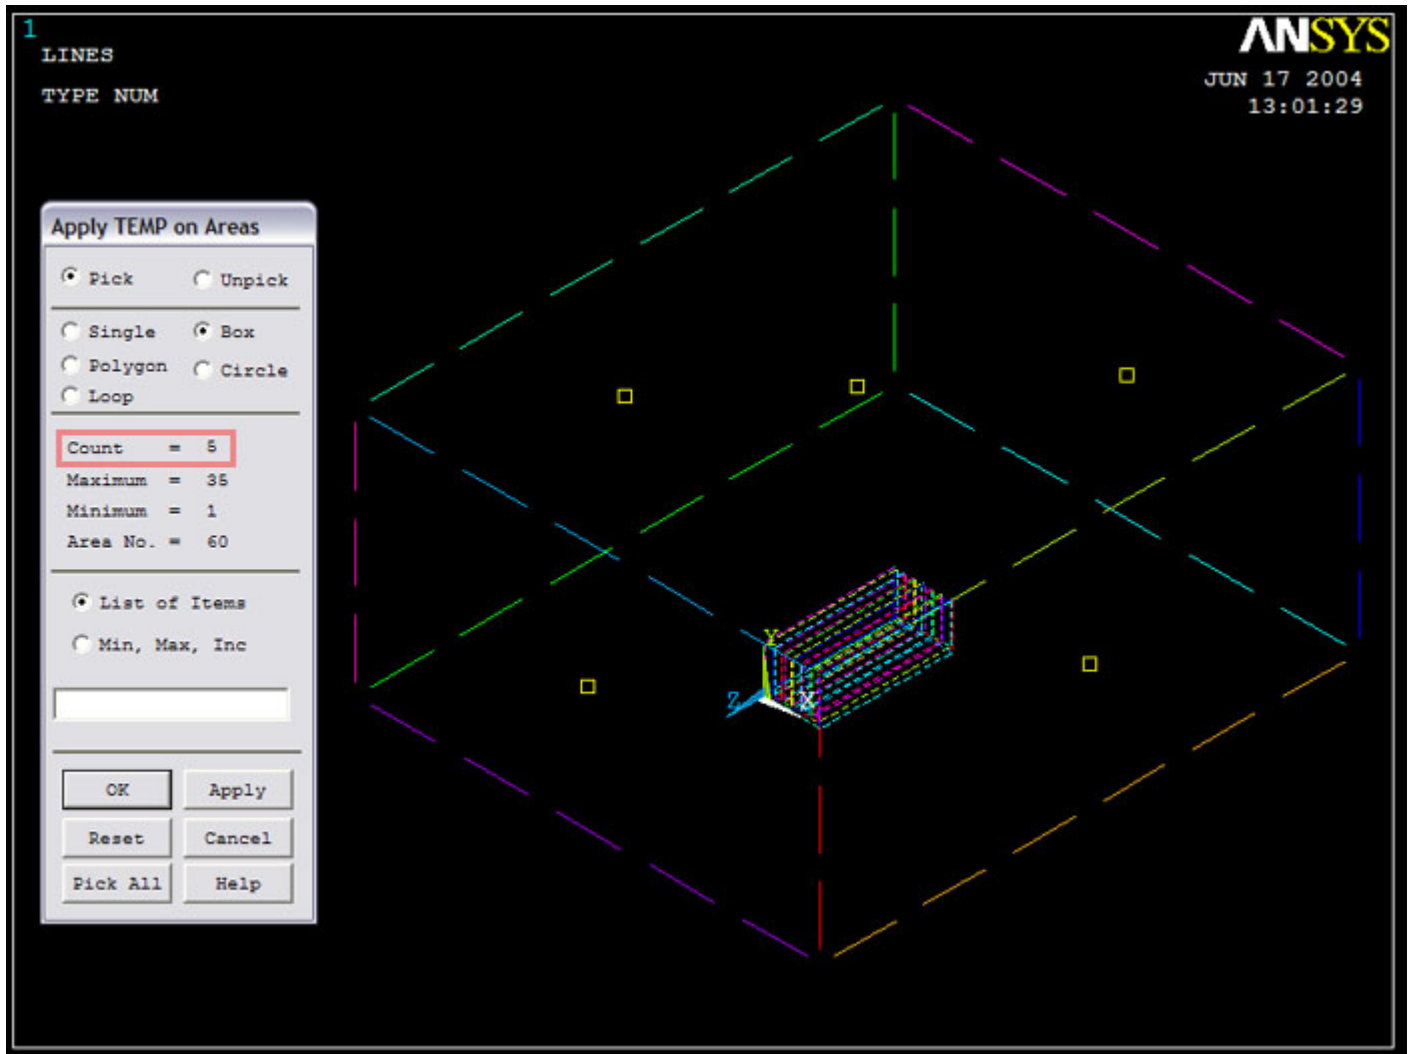 1
LINES
TYPE NUM
ANSYS
JUN 17 2004
13:01:29
Apply TEMP on Areas
Pick Unpick
Single Box
Polygon Circle
Loop
Count = 5
Maximum = 35
Minimum = 1
Area No. = 60
List of Items
Min, Max, Inc
OK Apply
Reset Cancel
Pick All Help
Y
Z X